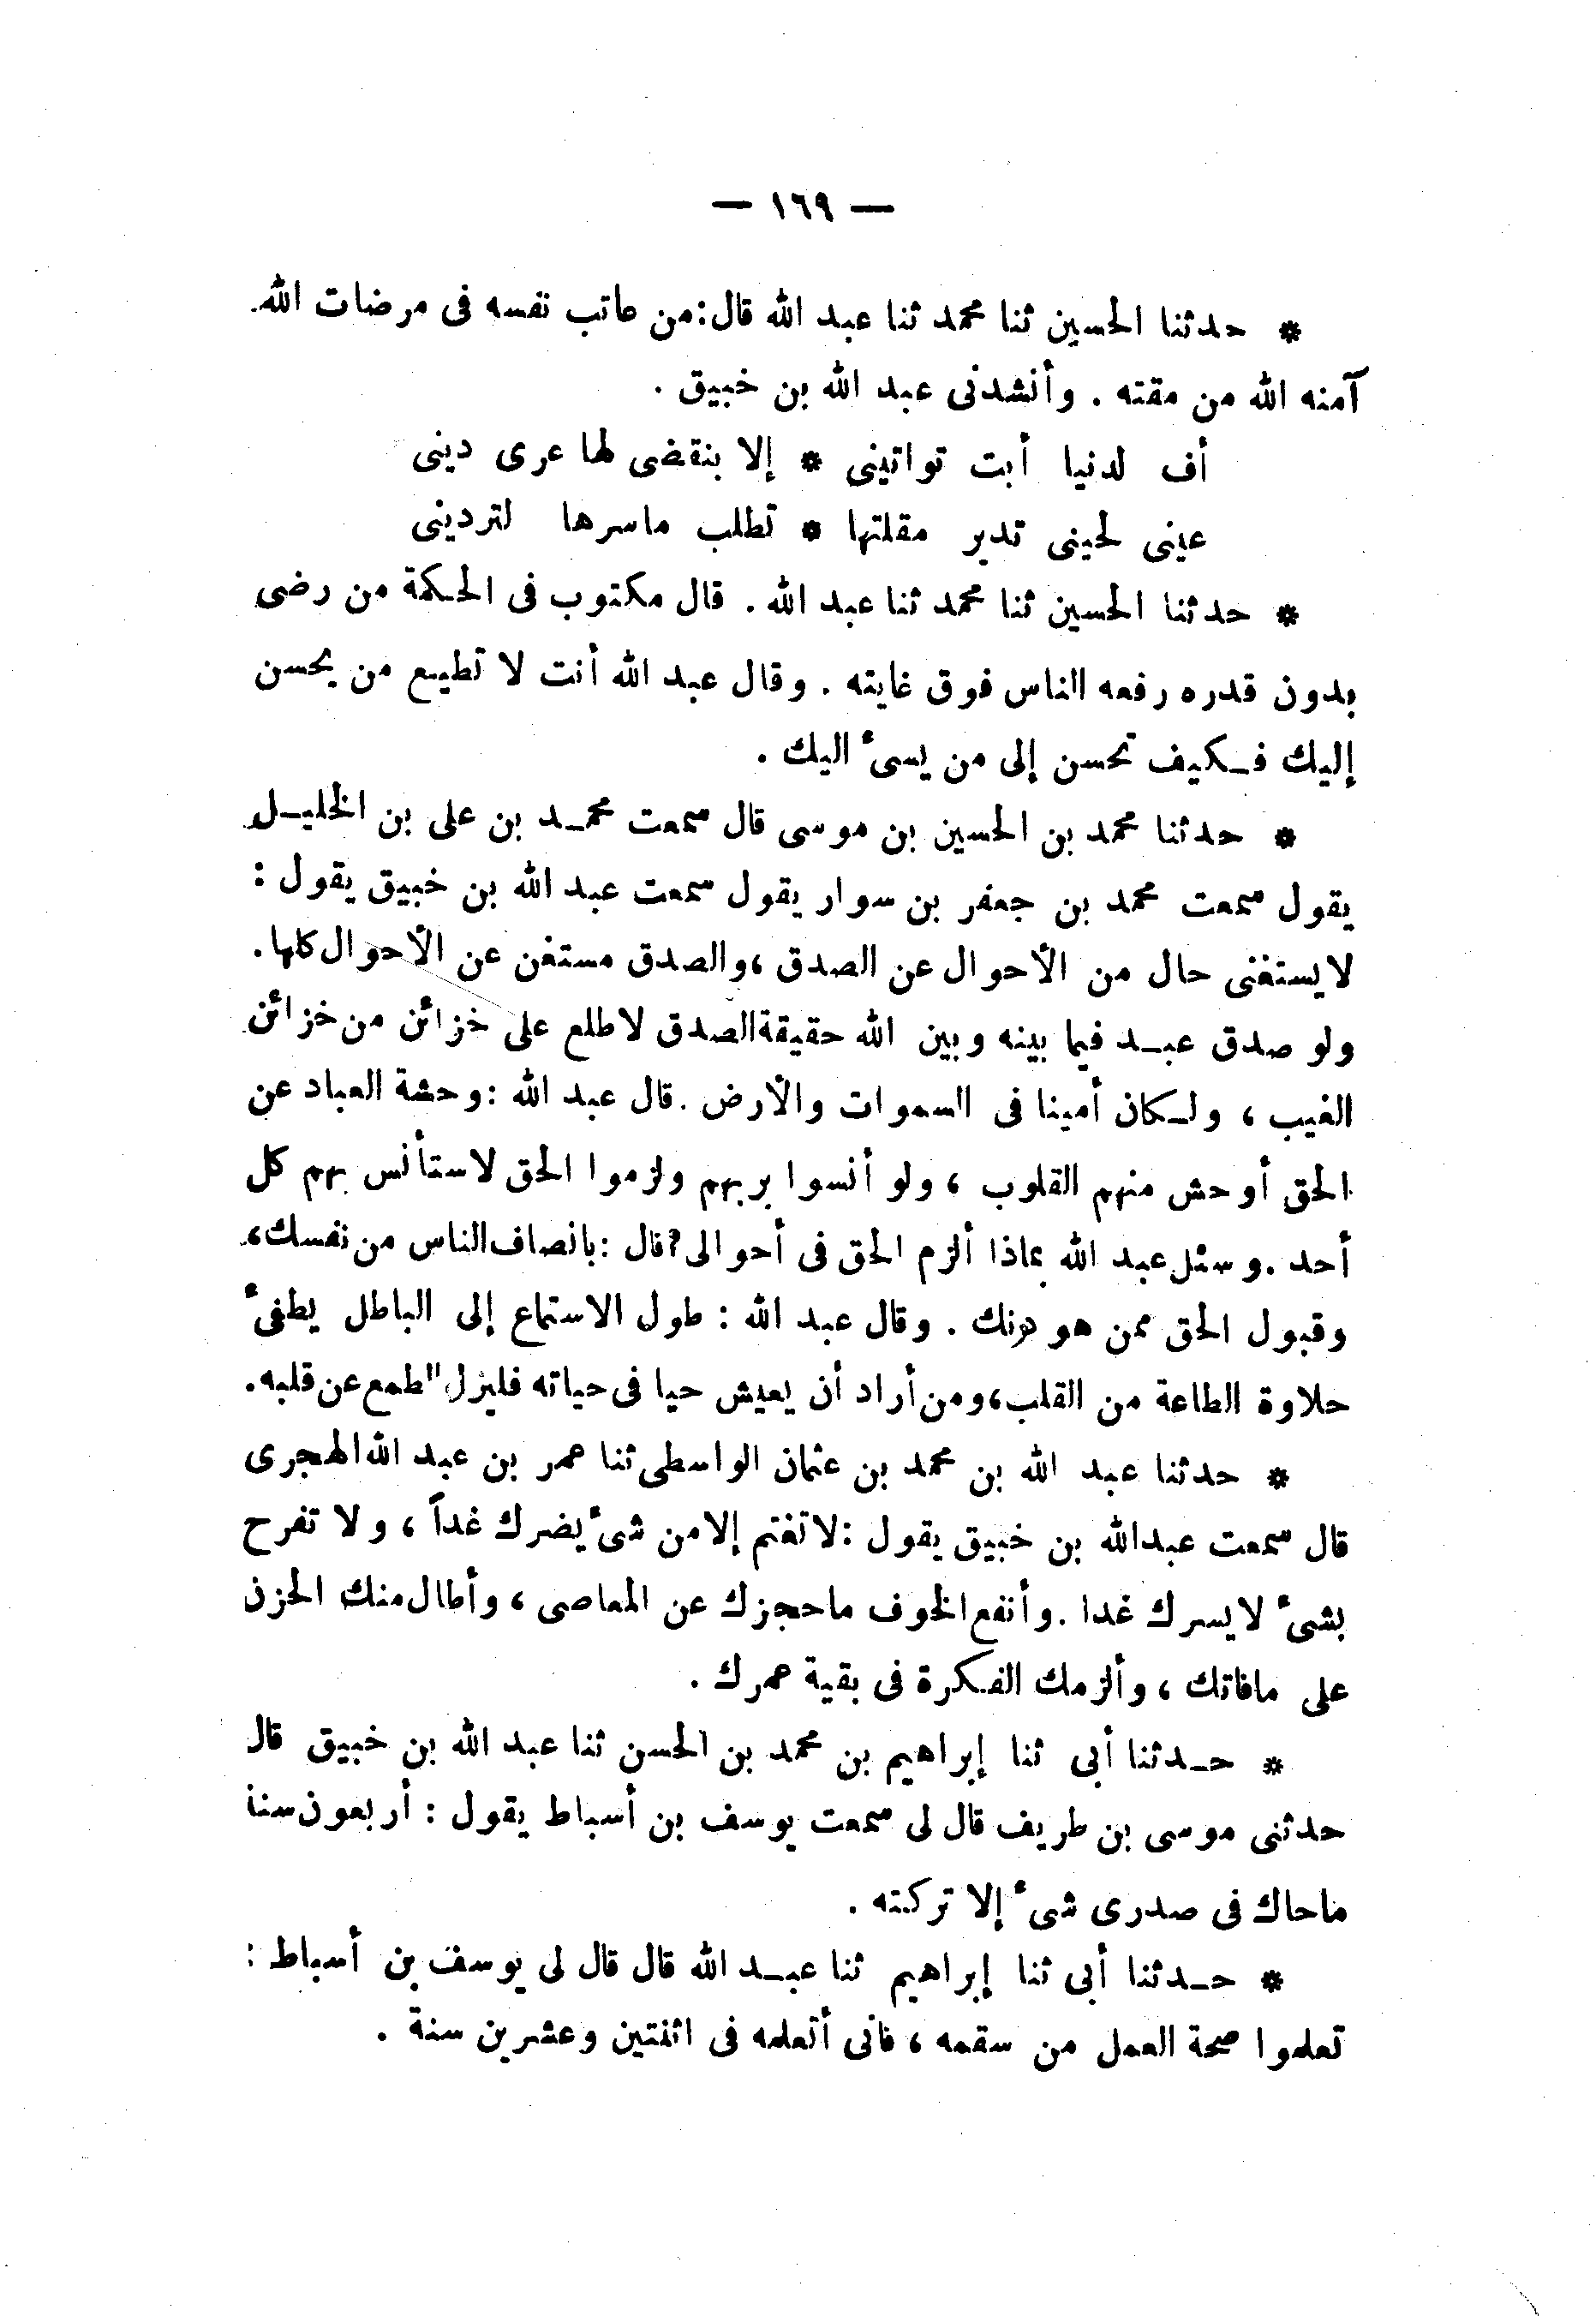 — ١٦٩ —
* حدثنا الحسين ثنا محمد ثنا عبد الله قال: من عاتب نفسه فى مرضات الله
آمنه الله من مقته . وأنشدنى عبد الله بن خبيق .
أف لدنيا أبت تواتينى * إلا بنقضى لها عرى دينى
عينى لحينى تدير مقلتها * تطلب ماسرها لتردينى
* حدثنا الحسين ثنا محمد ثنا عبد الله . قال مكتوب فى الحكمة من رضى
بدون قدره رفعه الناس فوق غايته . وقال عبد الله أنت لا تطيع من يحسن
إليك فكيف تحسن إلى من يسىء اليك .
* حدثنا محمد بن الحسين بن موسى قال سمعت محمد بن على بن الخليل
يقول سمعت محمد بن جعفر بن سوار يقول سمعت عبد الله بن خبيق يقول :
لا يستغنى حال من الأحوال عن الصدق ، والصدق مستغن عن الأحوال كلها .
ولو صدق عبد فيما بينه وبين الله حقيقة الصدق لاطلع على خزائن من خزائن
الغيب ، ولكان أمينا فى السموات والأرض . قال عبد الله : وحشة العباد عن
الحق أوحش منهم القلوب ، ولو أنسوا بربهم ولزموا الحق لاستأنس بهم كل
أحد . وسئل عبد الله بماذا ألزم الحق فى أحوالى ؟ قال : بانصاف الناس من نفسك ،
وقبول الحق ممن هو دونك . وقال عبد الله : طول الاستماع إلى الباطل يطفىء
حلاوة الطاعة من القلب ، ومن أراد أن يعيش حيا فى حياته فليزل الطمع عن قلبه .
* حدثنا عبد الله بن محمد بن عثمان الواسطى ثنا عمر بن عبد الله الهجرى
قال سمعت عبد الله بن خبيق يقول : لا تغتم إلا من شىء يضرك غداً ، ولا تفرح
بشىء لا يسرك غدا . وأنفع الخوف ما حجزك عن المعاصى ، وأطال منك الحزن
على مافاتك ، وألزمك الفكرة فى بقية عمرك .
* حدثنا أبى ثنا إبراهيم بن محمد بن الحسن ثنا عبد الله بن خبيق قال
حدثنى موسى بن طريف قال لى سمعت يوسف بن أسباط يقول : أربعون سنة
ماحاك فى صدرى شىء إلا تركته .
* حدثنا أبى ثنا إبراهيم ثنا عبد الله قال قال لى يوسف بن أسباط :
تعلموا صحة العمل من سقمه ، فانى أتعلمه فى اثنتين وعشرين سنة .